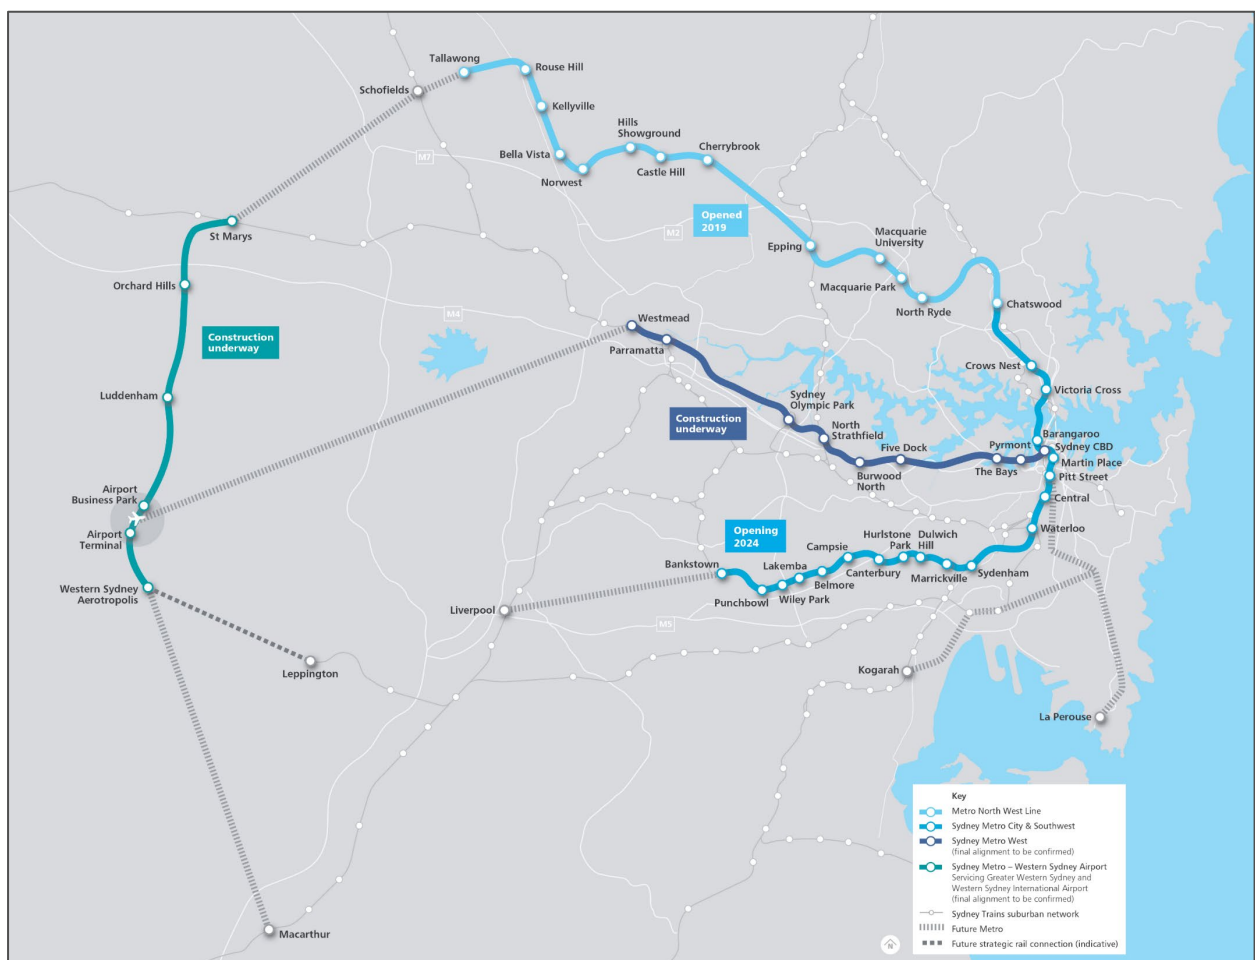 Tallawong
Rouse Hill
Schofields
Kellyville
Hills
Showground
Cherrybrook
M7
Bella Vista
Castle Hill
Norwest
Opened
2019
St Marys
M2
Macquarie
University
Epping
Orchard Hills
Macquarie Park
North Ryde
Chatswood
M4
Westmead
Construction
underway
Parramatta
Crows Nest
Luddenham
Victoria Cross
Sydney
Olympic Park
Construction
underway
North
Strathfield
Barangaroo
Five Dock
Pyrmont
Sydney CBD
Martin Place
The Bays
Burwood
North
Pitt Street
Airport
Business Park
Central
Airport
Terminal
Opening
2024
Waterloo
Hurlstone
Park
Dulwich
Hill
Campsie
Bankstown
Lakemba
Canterbury
Sydenham
Marrickville
Belmore
Western Sydney
Aerotropolis
Punchbowl
Wiley Park
Liverpool
M5
Leppington
Kogarah
La Perouse
Key
Metro North West Line
Sydney Metro City & Southwest
Sydney Metro West
(final alignment to be confirmed)
Sydney Metro – Western Sydney Airport
Servicing Greater Western Sydney and
Western Sydney International Airport
(final alignment to be confirmed)
Sydney Trains suburban network
Future Metro
Future strategic rail connection (indicative)
N
Macarthur